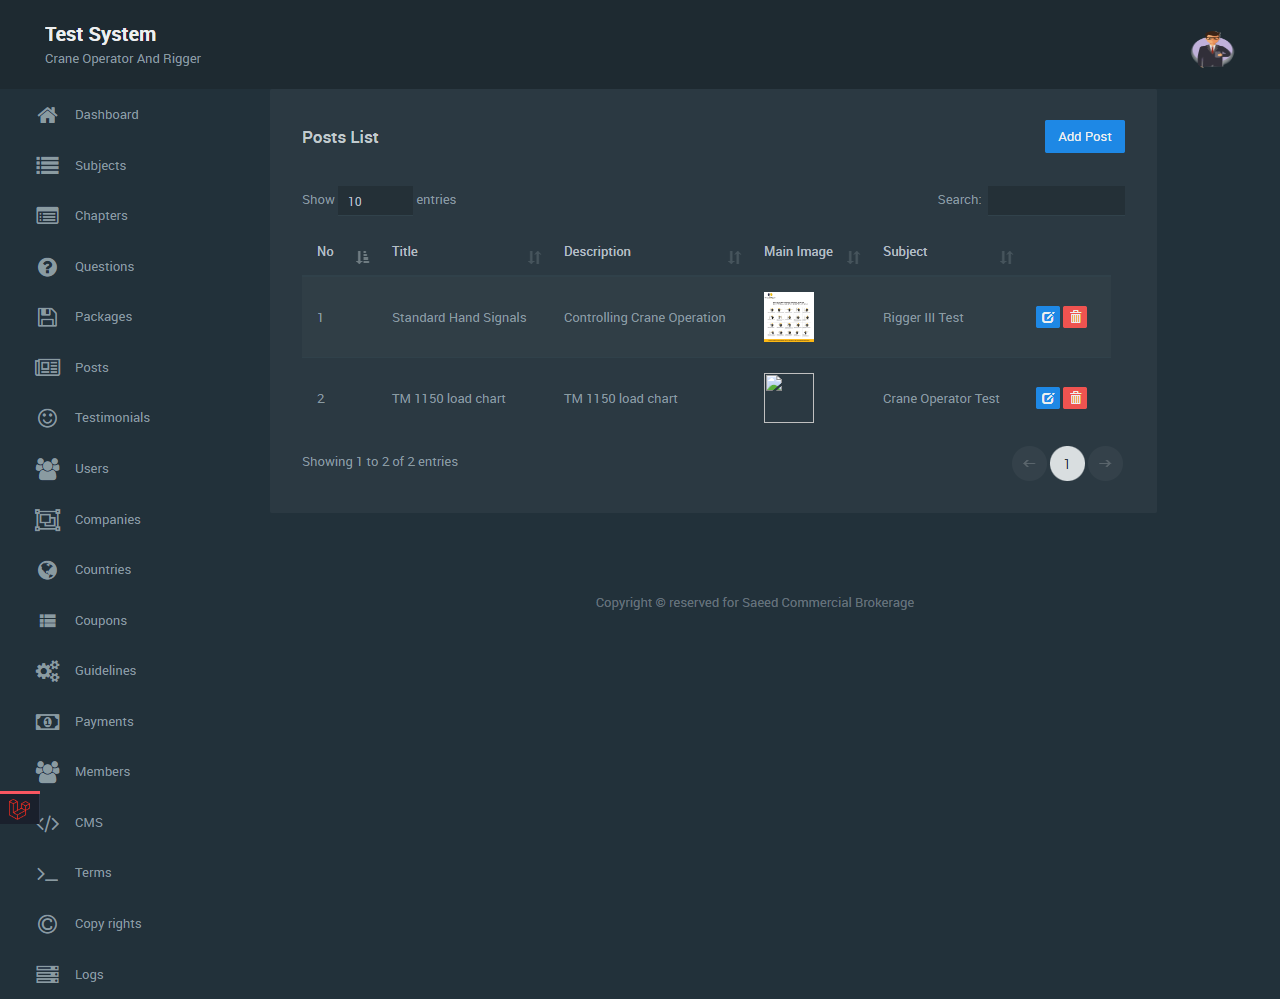 Test System
Crane Operator And Rigger
Dashboard
Subjects
Chapters
Questions
Packages
Posts
Testimonials
Users
Companies
Countries
Coupons
Guidelines
Payments
Members
CMS
Terms
Copy rights
Logs
Posts List
Add Post
Show 10 entries
Search:
No Title Description Main Image Subject
1 Standard Hand Signals Controlling Crane Operation Rigger III Test
2 TM 1150 load chart TM 1150 load chart Crane Operator Test
Showing 1 to 2 of 2 entries
← 1 →
Copyright © reserved for Saeed Commercial Brokerage